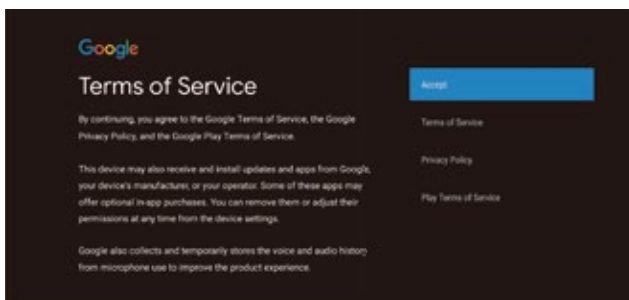 Google
Terms of Service
By continuing, you agree to the Google Terms of Service, the Google
Privacy Policy, and the Google Play Terms of Service.
This device may also receive and install updates and apps from Google,
your device's manufacturer, or your operator. Some of these apps may
offer optional in-app purchases. You can remove them or adjust their
permissions at any time from the device settings.
Google also collects and temporarily stores the voice and audio history
from microphone use to improve the product experience.
Accept
Terms of Service
Privacy Policy
Play Terms of Service